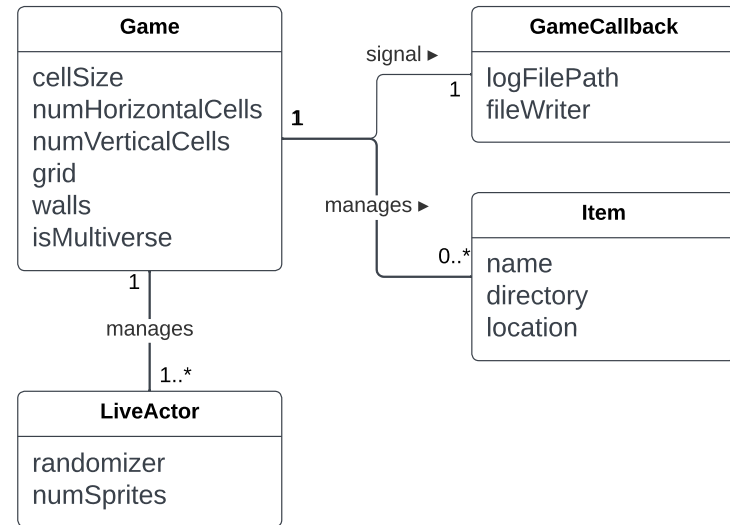 Game
cellSize
numHorizontalCells
numVerticalCells
grid
walls
isMultiverse
1
signal ►
1
GameCallback
logFilePath
fileWriter
manages ►
0..*
Item
name
directory
location
1
manages
1..*
LiveActor
randomizer
numSprites